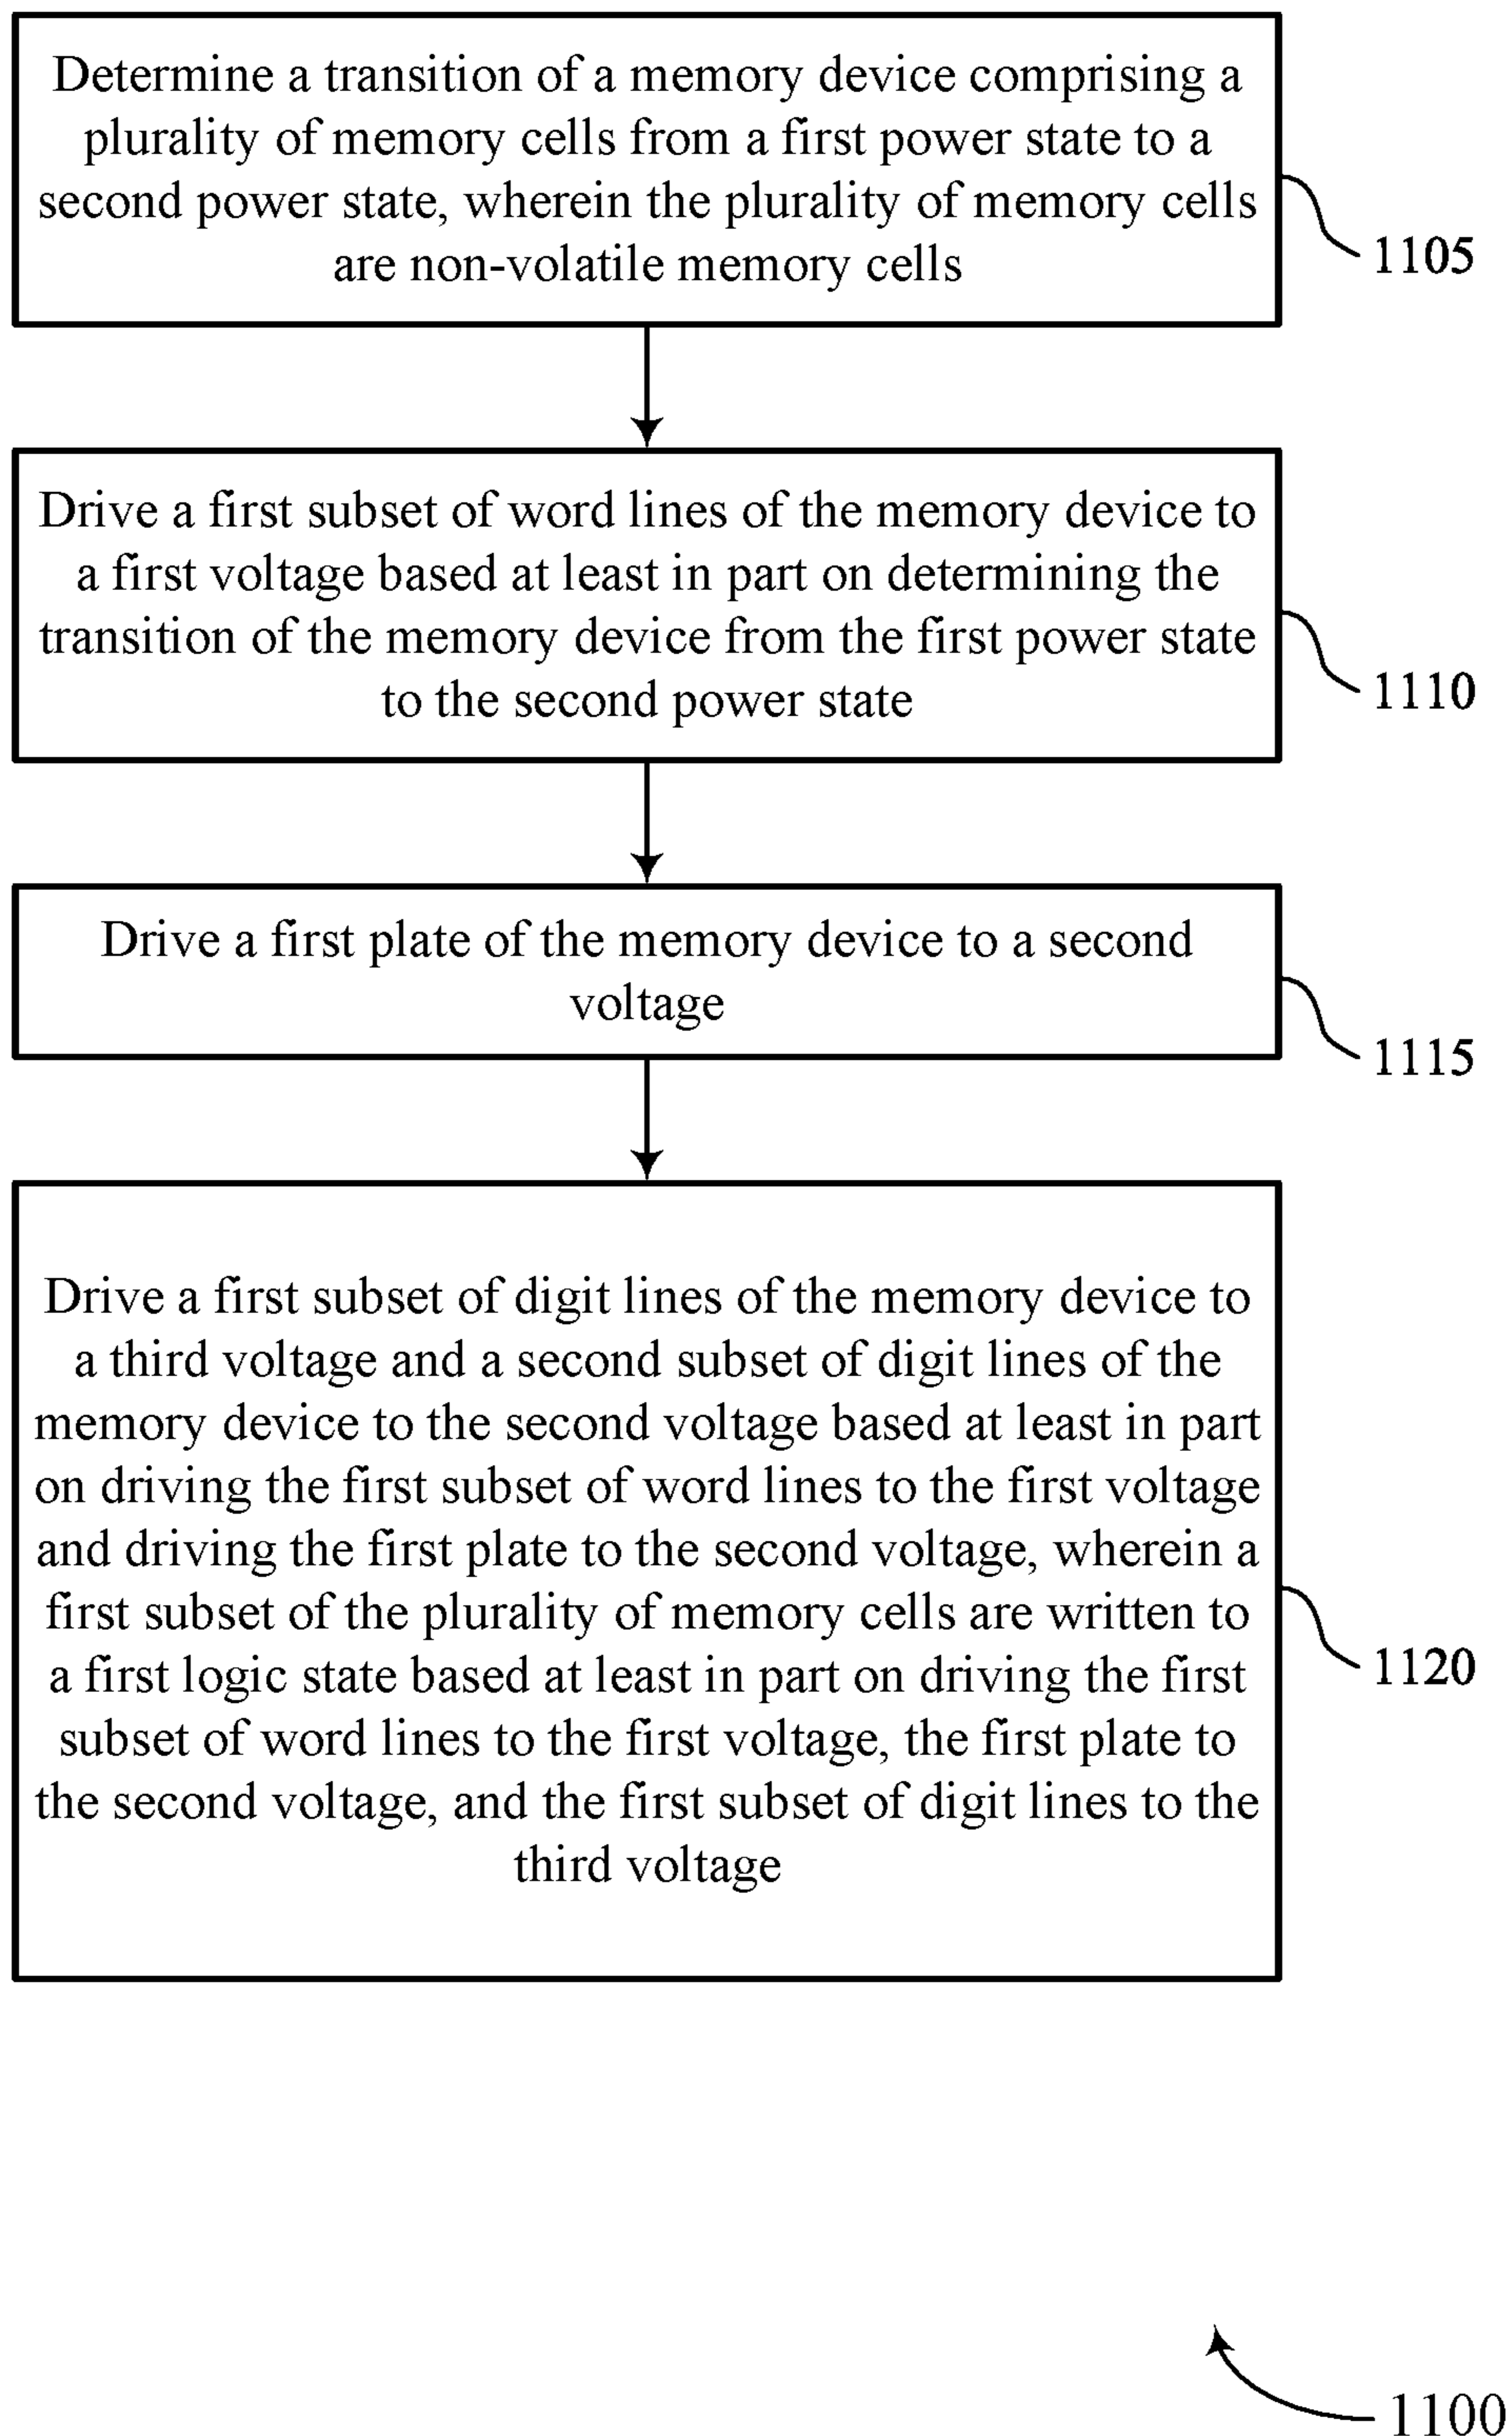 Determine a transition of a memory device comprising a
plurality of memory cells from a first power state to a
second power state, wherein the plurality of memory cells
are non-volatile memory cells
1105
Drive a first subset of word lines of the memory device to
a first voltage based at least in part on determining the
transition of the memory device from the first power state
to the second power state
1110
Drive a first plate of the memory device to a second
voltage
1115
Drive a first subset of digit lines of the memory device to
a third voltage and a second subset of digit lines of the
memory device to the second voltage based at least in part
on driving the first subset of word lines to the first voltage
and driving the first plate to the second voltage, wherein a
first subset of the plurality of memory cells are written to
a first logic state based at least in part on driving the first
subset of word lines to the first voltage, the first plate to
the second voltage, and the first subset of digit lines to the
third voltage
1120
1100